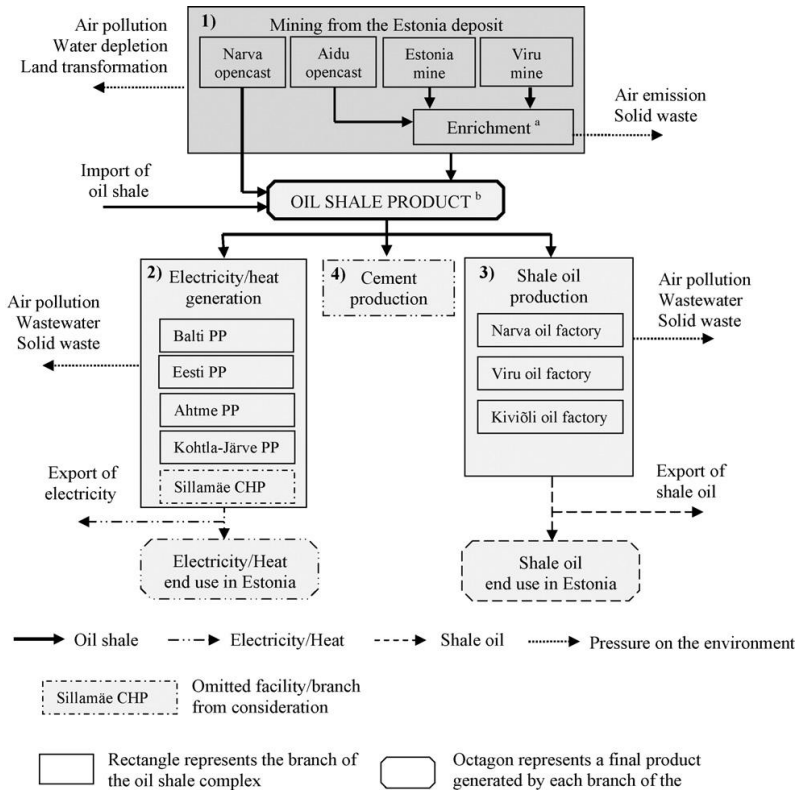 Air pollution
Water depletion
Land transformation
1)
Mining from the Estonia deposit
Narva
opencast
Aidu
opencast
Estonia
mine
Viru
mine
Enrichment a
Air emission
Solid waste
Import of
oil shale
OIL SHALE PRODUCT b
2)
Electricity/heat
generation
Balti PP
Eesti PP
Ahtme PP
Kohtla-Järve PP
Sillamäe CHP
4)
Cement
production
3)
Shale oil
production
Narva oil factory
Viru oil factory
Kiviõli oil factory
Air pollution
Wastewater
Solid waste
Air pollution
Wastewater
Solid waste
Export of
electricity
Export of
shale oil
Electricity/Heat
end use in Estonia
Shale oil
end use in Estonia
Oil shale
Electricity/Heat
Shale oil
Pressure on the environment
Sillamäe CHP
Omitted facility/branch
from consideration
Rectangle represents the branch of
the oil shale complex
Octagon represents a final product
generated by each branch of the